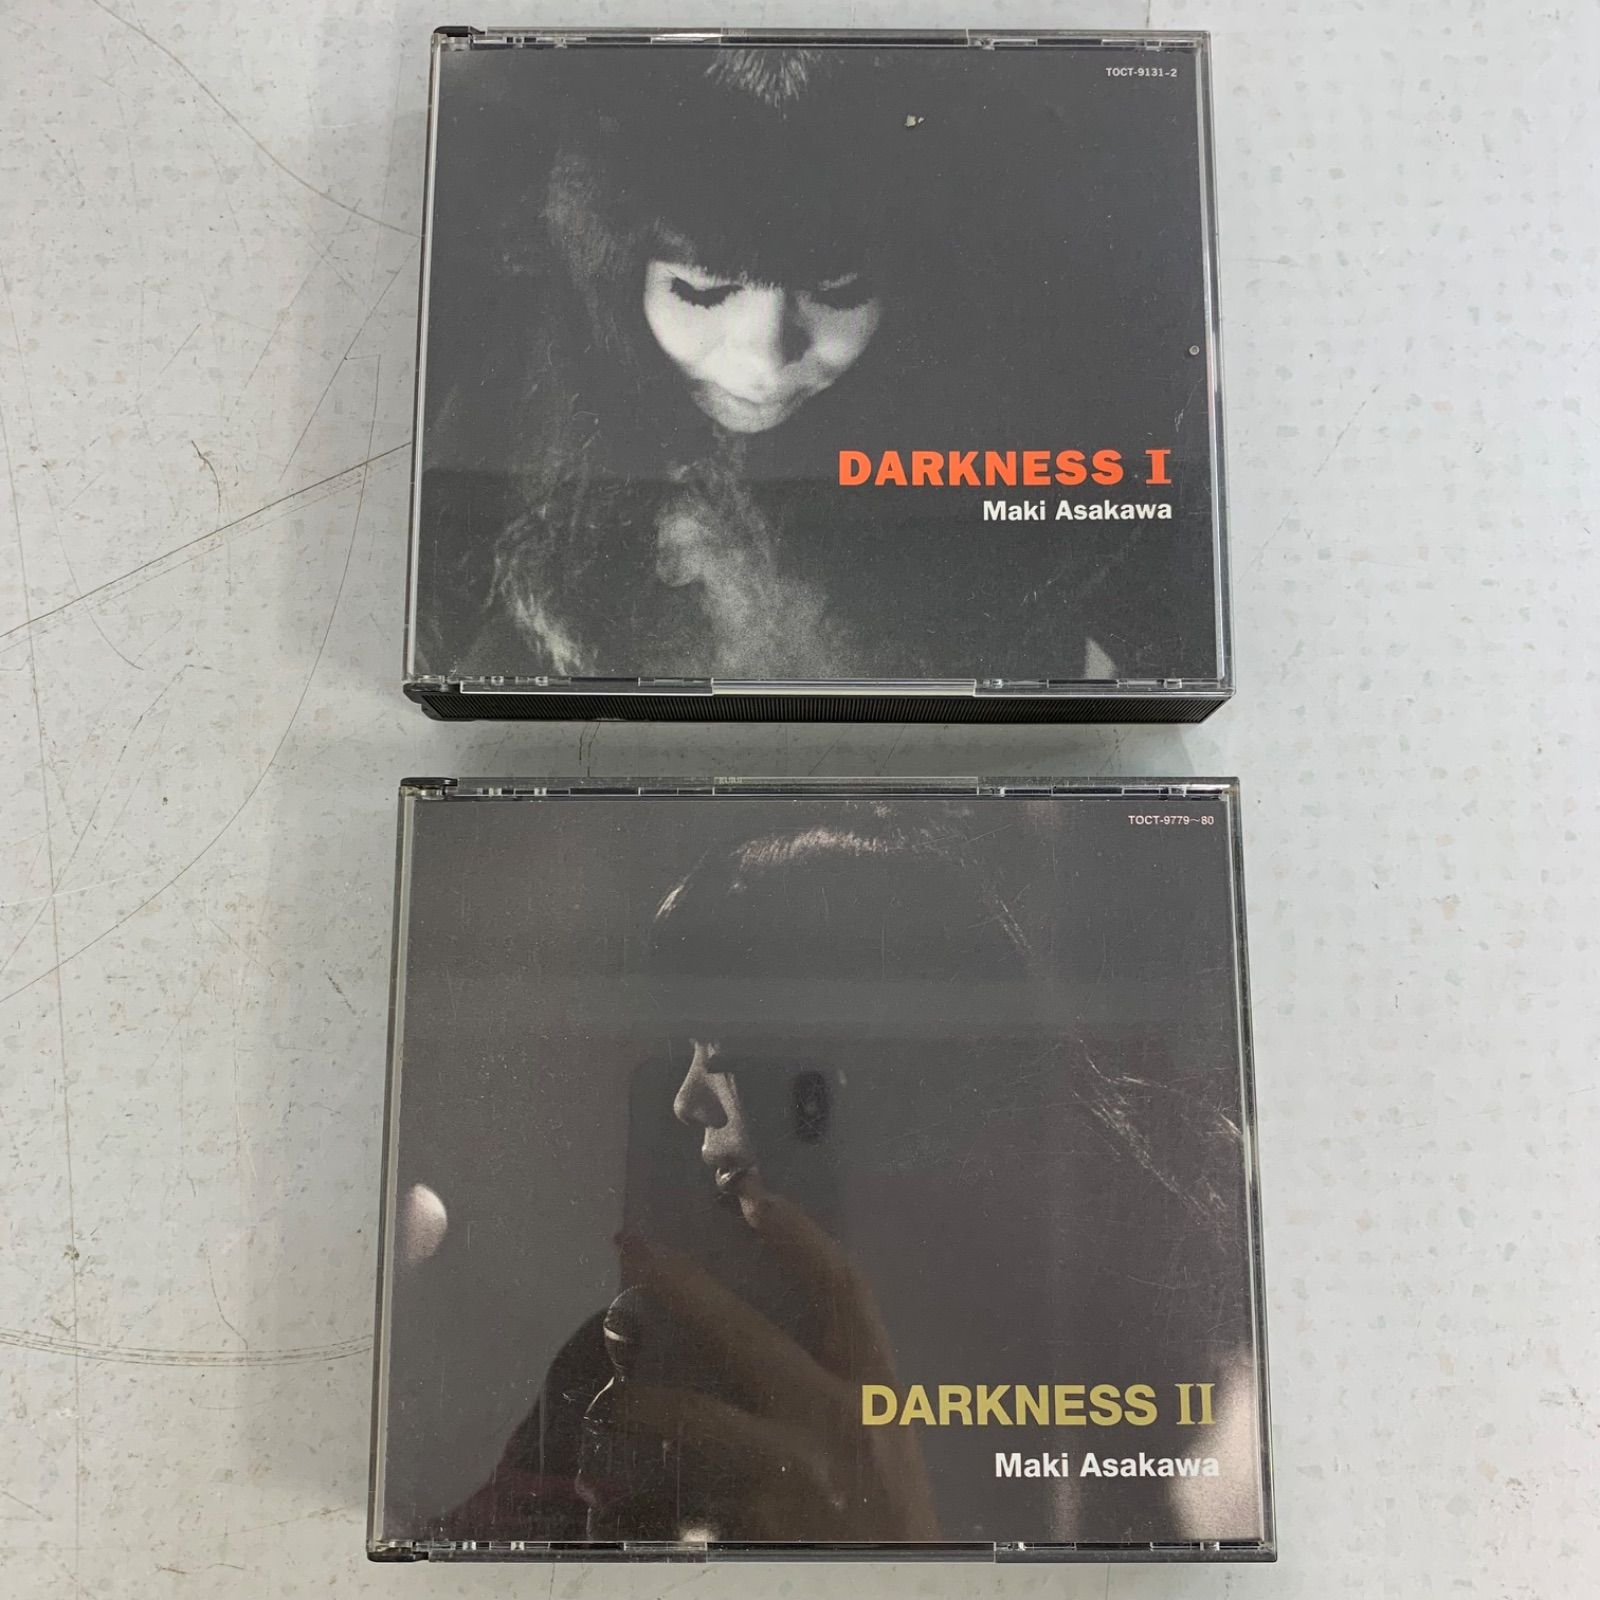 TOCT-9131-2
DARKNESS I
Maki Asakawa
TOCT-9779～80
DARKNESS II
Maki Asakawa